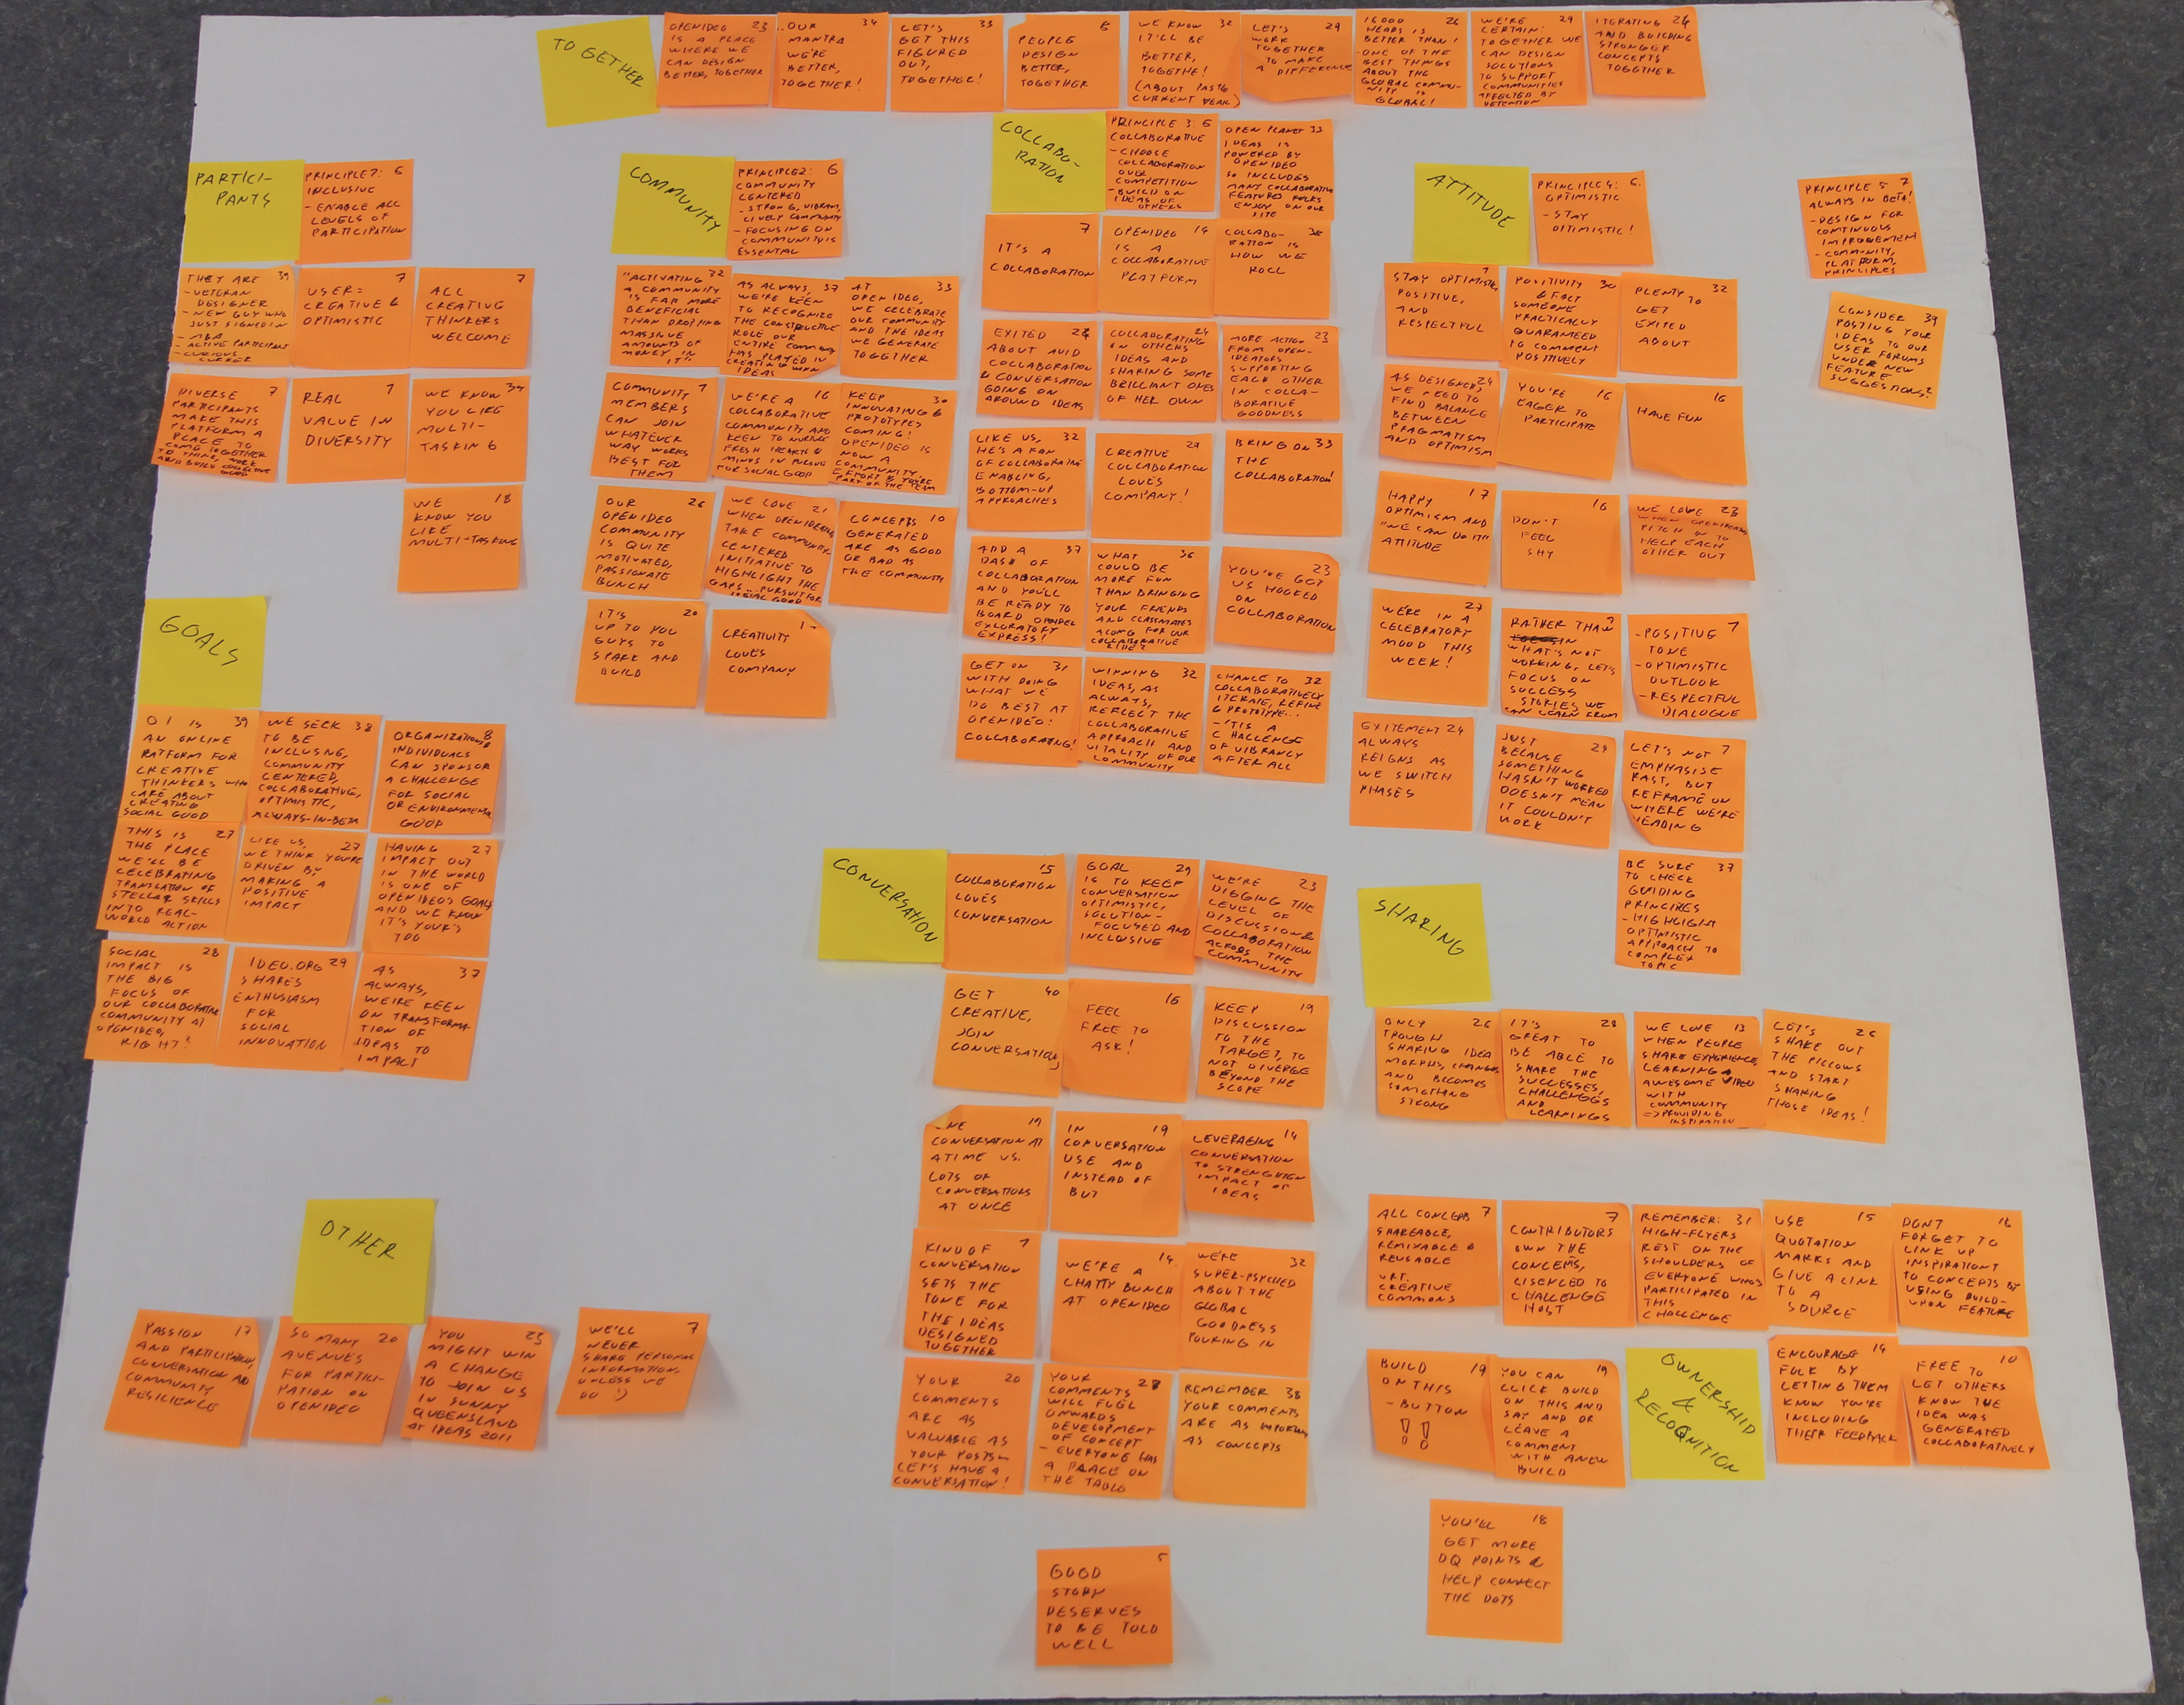 TOGETHER
OPENIDEO 23
IS A PLACE
WHERE WE
CAN DESIGN
BETTER, TOGETHER
OUR 34
MANTRA
WE'RE
BETTER,
TOGETHER!
LET'S 33
GET THIS
FIGURED
OUT,
TOGETHER!
6
PEOPLE
DESIGN
BETTER,
TOGETHER
WE KNOW 32
IT'LL BE
BETTER,
TOGETHE!
(ABOUT PAST&
CURRENT YEAR)
LET'S 29
WORK
TOGETHER
TO MAKE
A DIFFERENCE
16000 26
HEADS IS
BETTER THAN 1
-ONE OF THE
BEST THINGS
ABOUT THE
GLOBAL COMMU-
NITY IS
GLOBAL!
WE'RE 29
CERTAIN
TOGETHER WE
CAN DESIGN
SOLUTIONS
TO SUPPORT
COMMUNITIES
AFFECTED BY
DETENTION
ITERATING 24
AND BUILDING
STRONGER
CONCEPTS
TOGETHER
PARTICI-
PANTS
PRINCIPLE7: 6
INCLUSIVE
- ENABLE ALL
LEVELS OF
PARTICIPATION
THEY ARE 39
- VETERAN
DESIGNER
- NEW GUY WHO
JUST SIGNED IN
- MBA
- ACTIVE PARTICIPANT
- CURIOUS
LURKER
7
USER=
CREATIVE &
OPTIMISTIC
7
ALL
CREATIVE
THINKERS
WELCOME
DIVERSE 7
PARTICIPANTS
MAKE THIS
PLATFORM A
PLACE TO
COME TOGETHER
TO THINK, WORK
AND BUILD COLLECTIVE
GOOD
7
REAL
VALUE IN
DIVERSITY
WE KNOW 34
YOU LIKE
MULTI-
TASKING
WE 18
KNOW YOU
LIKE
MULTI-TASKING
COMMUNITY
PRINCIPLE2: 6
COMMUNITY
CENTERED
- STRONG, VIBRANT,
LIVELY COMMUNITY
- FOCUSING ON
COMMUNITY IS
ESSENTAL
"ACTIVATING 32
A COMMUNITY
IS FAR MORE
BENEFICIAL
THAN DROPING
MASSIVE
AMOUNTS OF
MONEY IN
IT".
AS ALWAYS, 37
WE'RE KEEN
TO RECOGNIZE
THE CONSTRUCTIVE
ROLE OUR
ENTIRE COMMUNITY
HAS PLAYED IN
CREATING WINN
IDEAS
AT 33
OPEN IDEO,
WE CELEBRATE
OUR COMMUNITY
AND THE IDEAS
WE GENERATE
TOGETHER
COMMUNITY 7
MEMBERS
CAN JOIN
WHATEVER
WAY WORKS
BEST FOR
THEM
WE'RE A 16
COLLABORATIVE
COMMUNITY AND
KEEN TO NURTURE
FRESH HEARTS &
MINDS IN PURSUIT
FOR SOCIAL GOOD
KEEP 30
INNOVATING &
PROTOTYPES
COMING!
OPENIDEO IS
NOW A
COMMUNITY
EFFORT & YOU'RE
PART OF THE TEAM
OUR 26
OPENIDEO
COMMUNITY
IS QUITE
MOTIVATED,
PASSIONATE
BUNCH
WE LOVE 21
WHEN OPENIDEATORS
TAKE COMMUNITY-
CENTERED
INITIATIVE TO
HIGHLIGHT THE
GAPS... PURSUIT FOR
SOCIAL GOOD
CONCEPTS 10
GENERATED
ARE AS GOOD
OR BAD AS
THE COMMUNITY
IT'S 20
UP TO YOU
GUYS TO
SPARK AND
BUILD
CREATIVITY
LOVES
COMPANY
COLLABO-
RATION
PRINCIPLE 3: 6
COLLABORATIVE
- CHOOSE
COLLABORATION
OVER
COMPETITION
- BUILD ON
IDEAS OF
OTHERS
OPEN PLANET 33
IDEAS IS
POWERED BY
OPENIDEO
SO INCLUDES
MANY COLLABORATIVE
FEATURES FOLKS
ENJOY ON OUR
SITE
7
IT'S A
COLLABORATION
OPENIDEO 14
IS A
COLLABORATIVE
PLATFORM
COLLABO- 38
RATION IS
HOW WE
ROLL
EXITED 24
ABOUT AVID
COLLABORATION
& CONVERSATION
GOING ON
AROUND IDEAS
COLLABORATING 24
ON OTHERS
IDEAS AND
SHARING SOME
BRILLIANT ONES
OF HER OWN
MORE ACTION 23
FROM OPEN-
IDEATORS
SUPPORTING
EACH OTHER
IN COLLA-
BORATIVE
GOODNESS
LIKE US, 32
HE'S A FAN
OF COLLABORATIVE
ENABLING,
BOTTOM-UP
APPROACHES
29
CREATIVE
COLLABORATION
LOVES
COMPANY!
BRING ON 33
THE
COLLABORATION!
ADD A 37
DASH OF
COLLABORATION
AND YOU'LL
BE READY TO
BOARD OPENIDEO
EXPLORATORY
EXPRESS!
WHAT 36
COULD BE
MORE FUN
THAN BRINGING
YOUR FRIENDS
AND CLASSMATES
ALONG FOR OUR
COLLABORATIVE
RIDE?
23
YOU'VE GOT
US HOOKED
ON
COLLABORATION
GET ON 31
WITH DOING
WHAT WE
DO BEST AT
OPENIDEO:
COLLABORATING!
WINNING 32
IDEAS, AS
ALWAYS,
REFLECT THE
COLLABORATIVE
APPROACH AND
VITALITY OF OUR
COMMUNITY
CHANCE TO 32
COLLABORATIVELY
ITERATE, REFINE
& PROTOTYPE...
- 'TIS A
CHALLENGE
OF VIBRANCY
AFTER ALL
ATTITUDE
PRINCIPLE4: 6
OPTIMISTIC
- STAY
OPTIMISTIC!
STAY OPTIMISTIC, 7
POSITIVE,
AND
RESPECTFUL
POSITIVITY 30
& FACT
SOMEONE
PRACTICALLY
GUARANTEED
TO COMMENT
POSITIVELY
32
PLENTY TO
GET
EXITED
ABOUT
AS DESIGNERS 24
WE NEED TO
FIND BALANCE
BETWEEN
PRAGMATISM
AND OPTIMISM
YOU'RE 16
EAGER TO
PARTICIPATE
16
HAVE FUN
HAPPY 17
OPTIMISM AND
"WE CAN DO IT"
ATTITUDE
16
DON'T
FEEL
SHY
WE LOVE 23
WHEN OPENIDEATORS
PITCH IN TO
HELP EACH
OTHER OUT
27
WE'RE IN A
CELEBRATORY
MOOD THIS
WEEK!
RATHER THAN 7
WHAT'S NOT
WORKING, LET'S
FOCUS ON
SUCCESS
STORIES WE
CAN LEARN FROM
- POSITIVE 7
TONE
- OPTIMISTIC
OUTLOOK
- RESPECTFUL
DIALOGUE
EXITEMENT 24
ALWAYS
REIGNS AS
WE SWITCH
PHASES
JUST 24
BECAUSE
SOMETHING
HASN'T WORKED
DOESN'T MEAN
IT COULDN'T
WORK
LET'S NOT 7
EMPHASISE
PAST, BUT
REFRAME ON
WHERE WE'RE
HEADING
BE SURE 37
TO CHECK
GUIDING
PRINCIPLES
- HIGHLIGHT
OPTIMISTIC
APPROACH TO
COMPLEX
TOPIC
PRINCIPLE 5 7
ALWAYS IN BETA!
- DESIGN FOR
CONTINUOUS
IMPROVEMENT
- COMMUNITY,
PLATFORM,
PRINCIPLES
CONSIDER 39
POSTING YOUR
IDEAS TO OUR
USER FORUMS
UNDER NEW
FEATURE
SUGGESTIONS?
GOALS
OI IS 39
AN ONLINE
PLATFORM FOR
CREATIVE
THINKERS WHO
CARE ABOUT
CREATING
SOCIAL GOOD
WE SEEK 38
TO BE
INCLUSIVE,
COMMUNITY
CENTERED,
COLLABORATIVE,
OPTIMISTIC,
ALWAYS-IN-BETA
ORGANIZATIONS& 8
INDIVIDUALS
CAN SPONSOR
A CHALLENGE
FOR SOCIAL
OR ENVIRONMENTAL
GOOD
THIS IS 27
THE PLACE
WE'LL BE
CELEBRATING
TRANSLATION OF
STELLAR SKILLS
INTO REAL-
WORLD ACTION
LIKE US, 27
WE THINK YOU'RE
DRIVEN BY
MAKING A
POSITIVE
IMPACT
HAVING 27
IMPACT OUT
IN THE WORLD
IS ONE OF
OPENIDEO'S GOALS
AND WE KNOW
IT'S YOUR'S
TOO
SOCIAL 28
IMPACT IS
THE BIG
FOCUS OF
OUR COLLABORATIVE
COMMUNITY AT
OPENIDEO,
RIGHT?
IDEO.ORG 29
SHARES
ENTHUSIASM
FOR
SOCIAL
INNOVATION
AS 37
ALWAYS,
WE'RE KEEN
ON TRANSFORMA-
TION OF
IDEAS TO
IMPACT
CONVERSATION
15
COLLABORATION
LOVES
CONVERSATION
GOAL 29
IS TO KEEP
CONVERSATION
OPTIMISTIC,
SOLUTION-
FOCUSED AND
INCLUSIVE
WE'RE 23
DIGGING THE
LEVEL OF
DISCUSSION&
COLLABORATION
ACROSS THE
COMMUNITY
GET 40
CREATIVE,
JOIN
CONVERSATION
16
FEEL
FREE TO
ASK!
KEEP 19
DISCUSSION
TO THE
TARGET, TO
NOT DIVERGE
BEYOND THE
SCOPE
19
CONVERSATION AT
A TIME VS.
LOTS OF
CONVERSATIONS
AT ONCE
IN 19
CONVERSATION
USE AND
INSTEAD OF
BUT
LEVERAGING 14
CONVERSATION
TO STRENGHTEN
IMPACT OF
IDEAS
KIND OF 7
CONVERSATION
SETS THE
TONE FOR
THE IDEAS
DESIGNED
TOGETHER
14
WE'RE A
CHATTY BUNCH
AT OPENIDEO
WE'RE 32
SUPER-PSYCHED
ABOUT THE
GLOBAL
GOODNESS
POURING IN
YOUR 20
COMMENTS
ARE AS
VALUABLE AS
YOUR POSTS-
LET'S HAVE A
CONVERSATION!
YOUR 28
COMMENTS
WILL FUEL
ONWARDS
DEVELOPMENT
OF CONCEPT
- EVERYONE HAS
A PLACE ON
THE TABLE
REMEMBER 38
YOUR COMMENTS
ARE AS IMPORTANT
AS CONCEPTS
5
GOOD
STORY
DESERVES
TO BE TOLD
WELL
SHARING
ONLY 26
THOUGH
SHARING IDEA
MORPHS, CHANGES
AND BECOMES
SOMETHING
STRONG
IT'S 28
GREAT TO
BE ABLE TO
SHARE THE
SUCCESSES,
CHALLENGES
AND
LEARNINGS
WE LOVE 13
WHEN PEOPLE
SHARE EXPERIENCES,
LEARNING &
AWESOME VIDEO
WITH
COMMUNITY
=> PROVIDING
INSPIRATION
LET'S 26
SHAKE OUT
THE PILLOWS
AND START
SHARING
THOSE IDEAS!
ALL CONCEPTS 7
SHAREABLE,
REMIXABLE &
REUSABLE
WRT.
CREATIVE
COMMONS
7
CONTRIBUTORS
OWN THE
CONCEPTS,
LISENCED TO
CHALLENGE
HOST
REMEMBER: 31
HIGH-FLYERS
REST ON THE
SHOULDERS OF
EVERYONE WHO'S
PARTICIPATED IN
THIS
CHALLENGE
USE 15
QUOTATION
MARKS AND
GIVE A LINK
TO A
SOURCE
DONT 16
FORGET TO
LINK UP
INSPIRATIONT
TO CONCEPTS BY
USING BUILD-
UPON FEATURE
BUILD 19
ON THIS
- BUTTON
!!
YOU CAN 19
CLICK BUILD
ON THIS AND
SAY AND OR
LEAVE A
COMMENT
WITH A NEW
BUILD
OWNERSHIP
&
RECOGNITION
ENCOURAGE 14
FOLK BY
LETTING THEM
KNOW YOU'RE
INCLUDING
THEIR FEEDBACK
FREE TO 10
LET OTHERS
KNOW THE
IDEA WAS
GENERATED
COLLABORATIVELY
YOU'LL 18
GET MORE
DQ POINTS &
HELP CONNECT
THE DOTS
OTHER
PASSION 17
AND PARTICIPATION,
CONVERSATION AND
COMMUNITY
RESILIENCE
SO MANY 20
AVENUES
FOR PARTICI-
PATION ON
OPENIDEO
YOU 25
MIGHT WIN
A CHANGE
TO JOIN US
IN SUNNY
QUEENSLAND
AT IDEAS 2011
WE'LL 7
NEVER
SHARE PERSONAL
INFORMATION,
UNLESS WE
DO :)